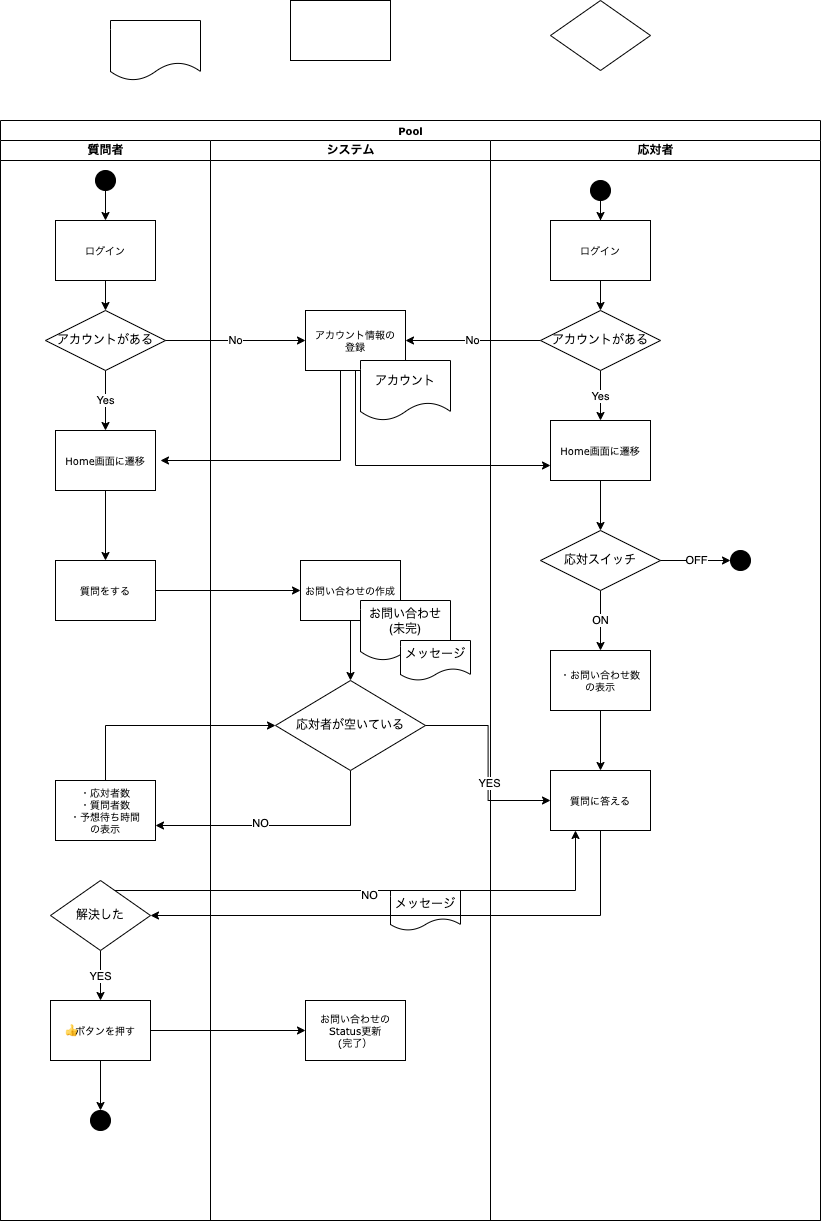 Pool
質問者
システム
応対者
ログイン
ログイン
アカウントがある
No
アカウント情報の
登録
No
アカウントがある
アカウント
Yes
Yes
Home画面に遷移
Home画面に遷移
応対スイッチ
OFF
質問をする
お問い合わせの作成
お問い合わせ
(未完)
メッセージ
ON
・お問い合わせ数
の表示
応対者が空いている
YES
・応対者数
・質問者数
・予想待ち時間
の表示
NO
質問に答える
解決した
NO
メッセージ
YES
👍ボタンを押す
お問い合わせの
Status更新
(完了）